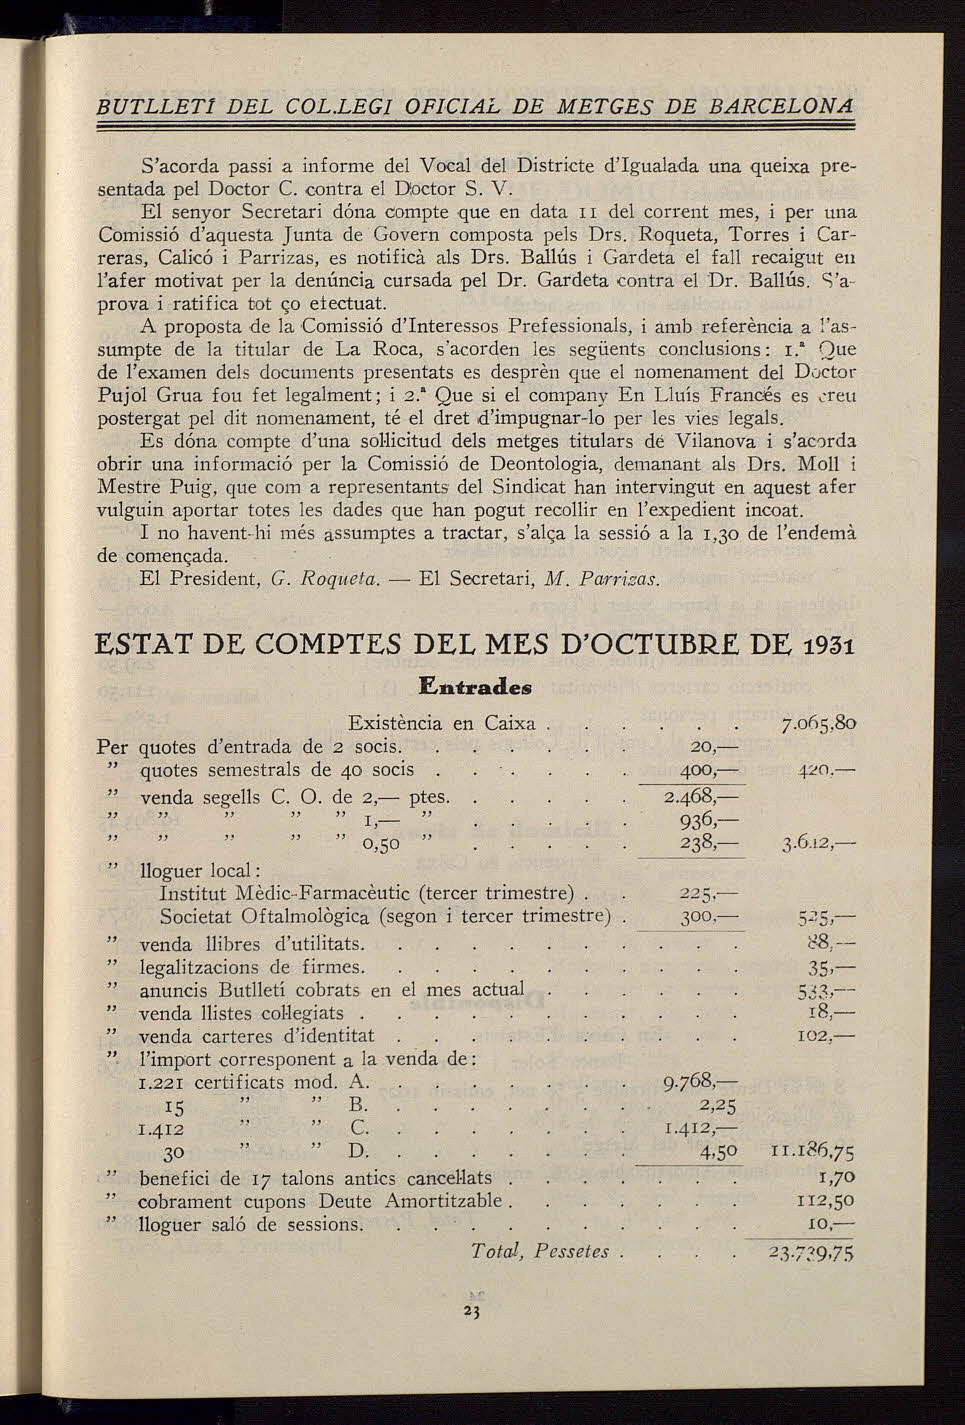 BUTLLETÍ DEL COL.LEGI OFICIAL DE METGES DE BARCELONA
S'acorda passi a informe del Vocal del Districte d'Igualada una queixa pre-
sentada pel Doctor C. contra el Doctor S. V.
El senyor Secretari dóna compte que en data 11 del corrent mes, i per una
Comissió d'aquesta Junta de Govern composta pels Drs. Roqueta, Torres i Car-
reras, Calicó i Parrizas, es notificà als Drs. Ballús i Gardeta el fall recaigut en
l'afer motivat per la denúncia cursada pel Dr. Gardeta contra el Dr. Ballús. S'a-
prova i ratifica tot ço efectuat.
A proposta de la Comissió d'Interessos Professionals, i amb referència a l'as-
sumpte de la titular de La Roca, s'acorden les següents conclusions: 1.ª Que
de l'examen dels documents presentats es desprèn que el nomenament del Doctor
Pujol Grua fou fet legalment; i 2.ª Que si el company En Lluís Francés es creu
postergat pel dit nomenament, té el dret d'impugnar-lo per les vies legals.
Es dóna compte d'una sol·licitud dels metges titulars de Vilanova i s'acorda
obrir una informació per la Comissió de Deontologia, demanant als Drs. Moll i
Mestre Puig, que com a representants del Sindicat han intervingut en aquest afer
vulguin aportar totes les dades que han pogut recollir en l'expedient incoat.
I no havent-hi més assumptes a tractar, s'alça la sessió a la 1,30 de l'endemà
de començada.
El President, G. Roqueta. — El Secretari, M. Parrizas.
ESTAT DE COMPTES DEL MES D'OCTUBRE DE 1931
Entrades
Existència en Caixa . . . . . . 7.065,80
Per quotes d'entrada de 2 socis. . . . . . . 20,—
" quotes semestrals de 40 socis . . . . . . 400,— 420.—
" venda segells C. O. de 2,— ptes. . . . . . 2.468,—
" " " " " 1,— " . . . . . 936,—
" " " " " 0,50 " . . . . . 238,— 3.642,—
" lloguer local:
Institut Mèdic-Farmacèutic (tercer trimestre) . . 225,—
Societat Oftalmològica (segon i tercer trimestre) . 300,— 525,—
" venda llibres d'utilitats. . . . . . . . . . . 88,—
" legalitzacions de firmes. . . . . . . . . . . 35,—
" anuncis Butlletí cobrats en el mes actual . . . . . . 533,—
" venda llistes col·legiats . . . . . . . . . . . 18,—
" venda carteres d'identitat . . . . . . . . . . 102,—
" l'import corresponent a la venda de:
1.221 certificats mod. A. . . . . . . . 9.768,—
15 " " B. . . . . . . . . 2,25
1.412 " " C. . . . . . . . 1.412,—
30 " " D. . . . . . . . 4,50 11.186,75
" benefici de 17 talons antics cancel·lats . . . . . . . 1,70
" cobrament cupons Deute Amortitzable . . . . . . . 112,50
" lloguer saló de sessions. . . . . . . . . . . 10,—
Total, Pessetes . . . . 23.739,75
23